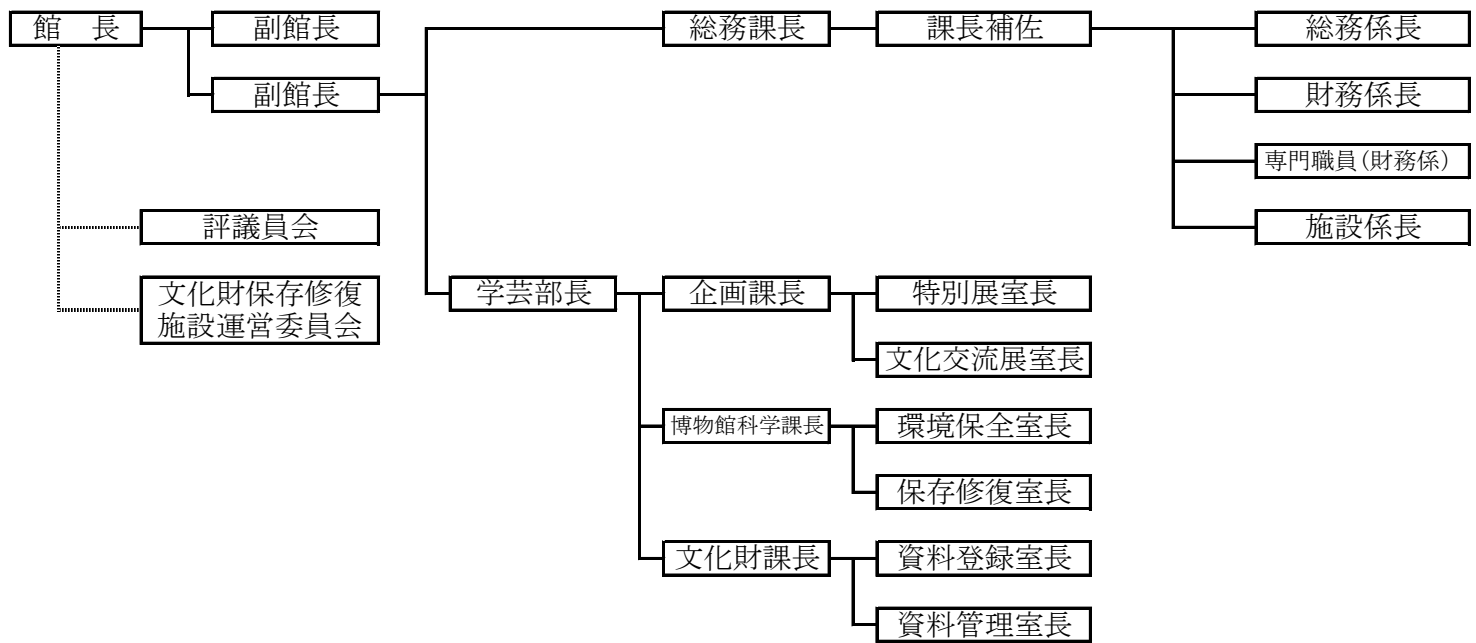 館　長
副館長
総務課長
課長補佐
総務係長
副館長
財務係長
専門職員(財務係)
評議員会
施設係長
文化財保存修復
施設運営委員会
学芸部長
企画課長
特別展室長
文化交流展室長
博物館科学課長
環境保全室長
保存修復室長
文化財課長
資料登録室長
資料管理室長